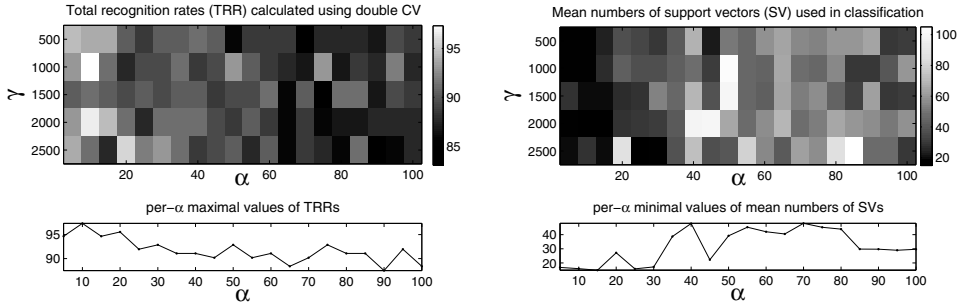 Total recognition rates (TRR) calculated using double CV
500
1000
1500
2000
2500
γ
20 40 60 80 100
α
95
90
85
Mean numbers of support vectors (SV) used in classification
500
1000
1500
2000
2500
γ
20 40 60 80 100
α
100
80
60
40
20
per−α maximal values of TRRs
95
90
10 20 30 40 50 60 70 80 90 100
α
per−α minimal values of mean numbers of SVs
40
30
20
10 20 30 40 50 60 70 80 90 100
α